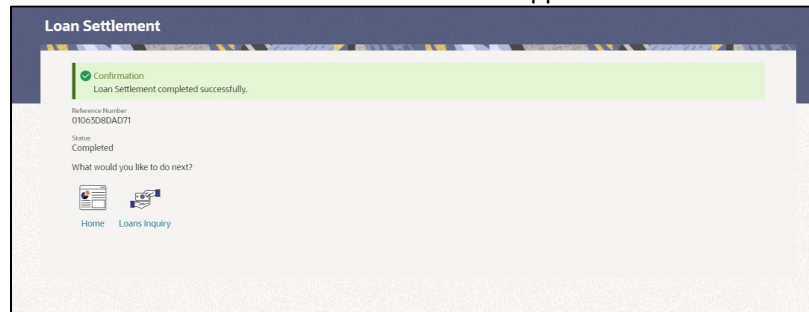 Loan Settlement
Confirmation
Loan Settlement completed successfully.
Reference Number
01063D8DAD71
Status
Completed
What would you like to do next?
Home Loans Inquiry